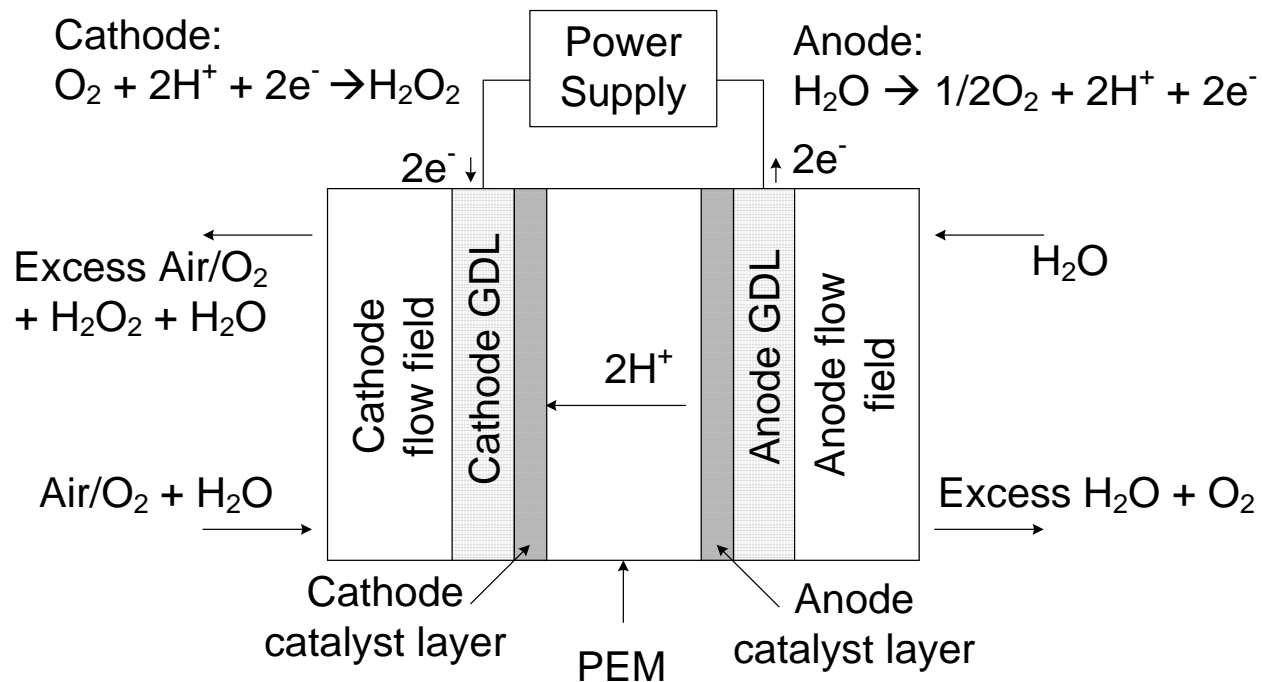 Cathode:
O₂ + 2H⁺ + 2e⁻ →H₂O₂
Power
Supply
Anode:
H₂O → 1/2O₂ + 2H⁺ + 2e⁻
2e⁻
2e⁻
Excess Air/O₂
+ H₂O₂ + H₂O
Air/O₂ + H₂O
Cathode
flow field
Cathode GDL
2H⁺
Anode GDL
Anode flow
field
H₂O
Excess H₂O + O₂
Cathode
catalyst layer
PEM
Anode
catalyst layer